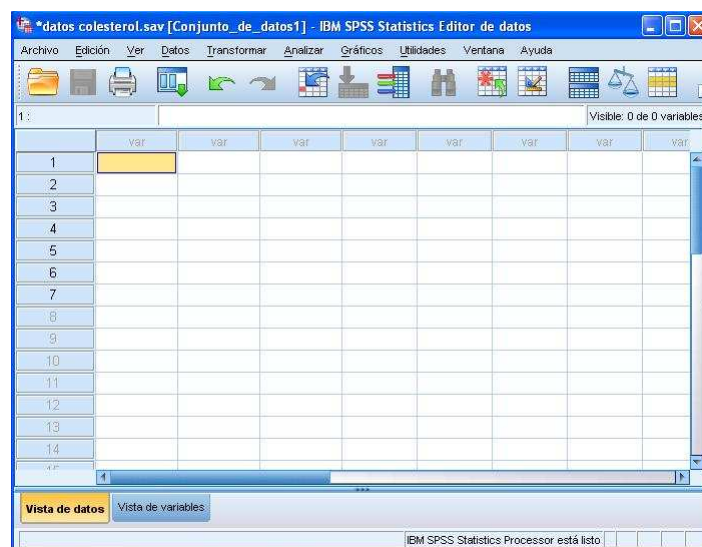 *datos colesterol.sav [Conjunto_de_datos1] - IBM SPSS Statistics Editor de datos
Archivo Edición Ver Datos Transformar Analizar Gráficos Utilidades Ventana Ayuda
1 : Visible: 0 de 0 variables
var var var var var var var var
1
2
3
4
5
6
7
8
9
10
11
12
13
14
15
Vista de datos Vista de variables
IBM SPSS Statistics Processor está listo